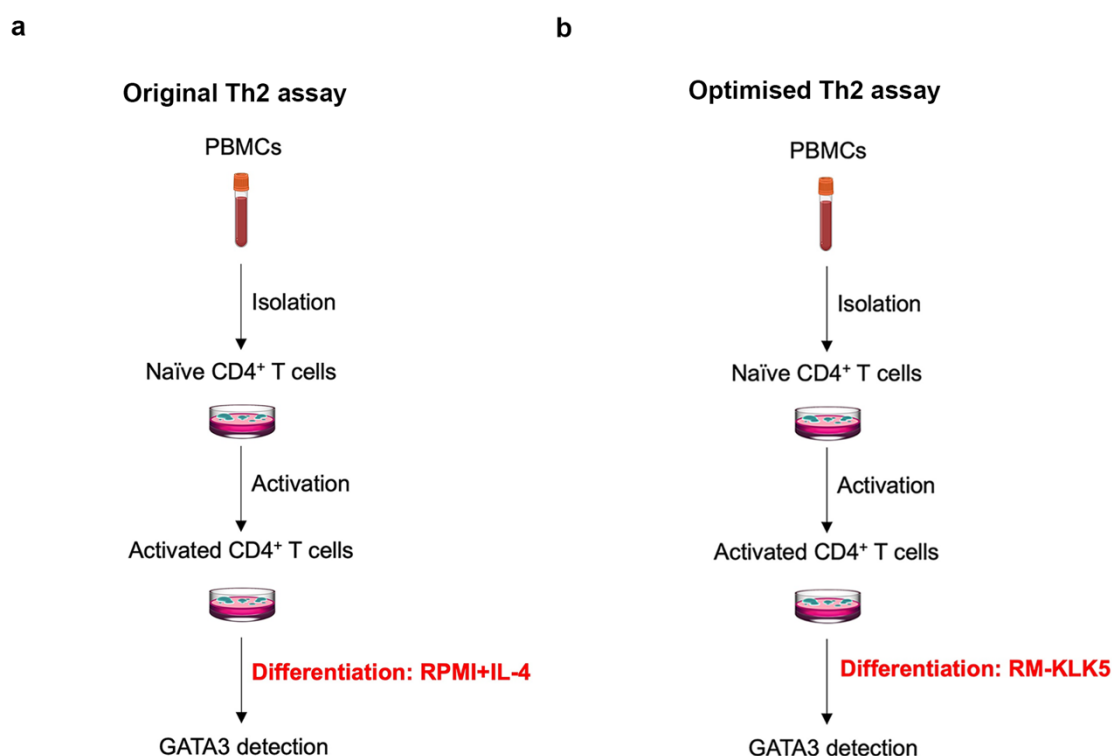 a
Original Th2 assay
PBMCs
Isolation
Naïve CD4⁺ T cells
Activation
Activated CD4⁺ T cells
Differentiation: RPMI+IL-4
GATA3 detection
b
Optimised Th2 assay
PBMCs
Isolation
Naïve CD4⁺ T cells
Activation
Activated CD4⁺ T cells
Differentiation: RM-KLK5
GATA3 detection